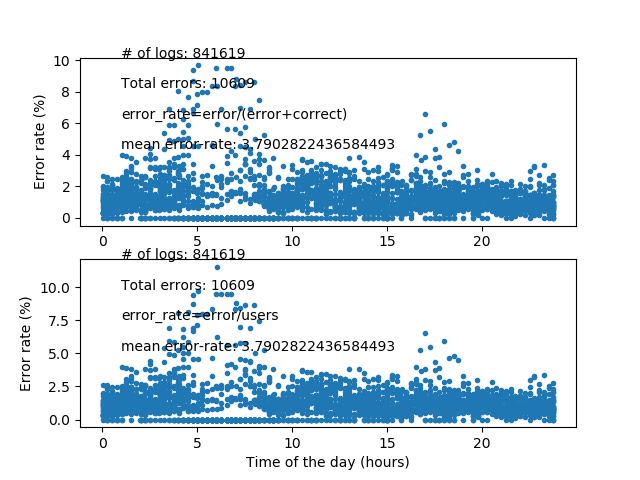 # of logs: 841619
10
Total errors: 10609
8
error_rate=error/(error+correct)
6
mean error-rate: 3.7902822436584493
4
2
0
Error rate (%)
0 5 10 15 20
# of logs: 841619
Total errors: 10609
10.0
error_rate=error/users
7.5
mean error-rate: 3.7902822436584493
5.0
2.5
0.0
Error rate (%)
0 5 10 15 20
Time of the day (hours)